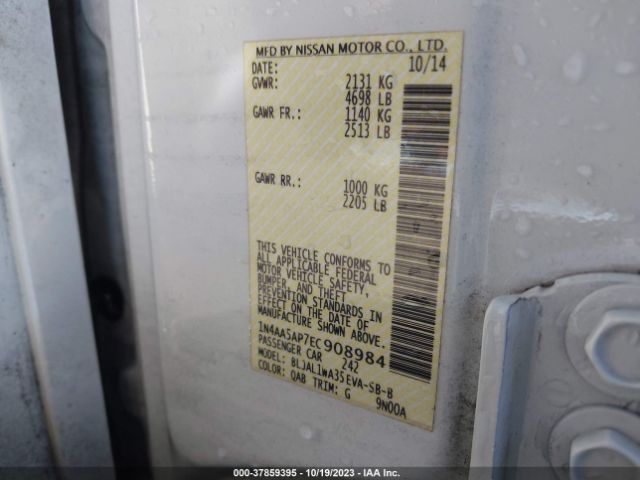 MFD BY NISSAN MOTOR CO., LTD.
DATE: 10/14
GVWR: 2131 KG
4698 LB
GAWR FR.: 1140 KG
2513 LB
GAWR RR.: 1000 KG
2205 LB
THIS VEHICLE CONFORMS TO
ALL APPLICABLE FEDERAL
MOTOR VEHICLE SAFETY,
BUMPER, AND THEFT
PREVENTION STANDARDS IN
EFFECT ON THE DATE OF
MANUFACTURE SHOWN ABOVE.
1N4AA5AP7EC908984
PASSENGER CAR 242
MODEL: BLJAL1WA35EVA-SB-B
COLOR: QAB TRIM: G 9N00A
000-37859395 - 10/19/2023 - IAA Inc.